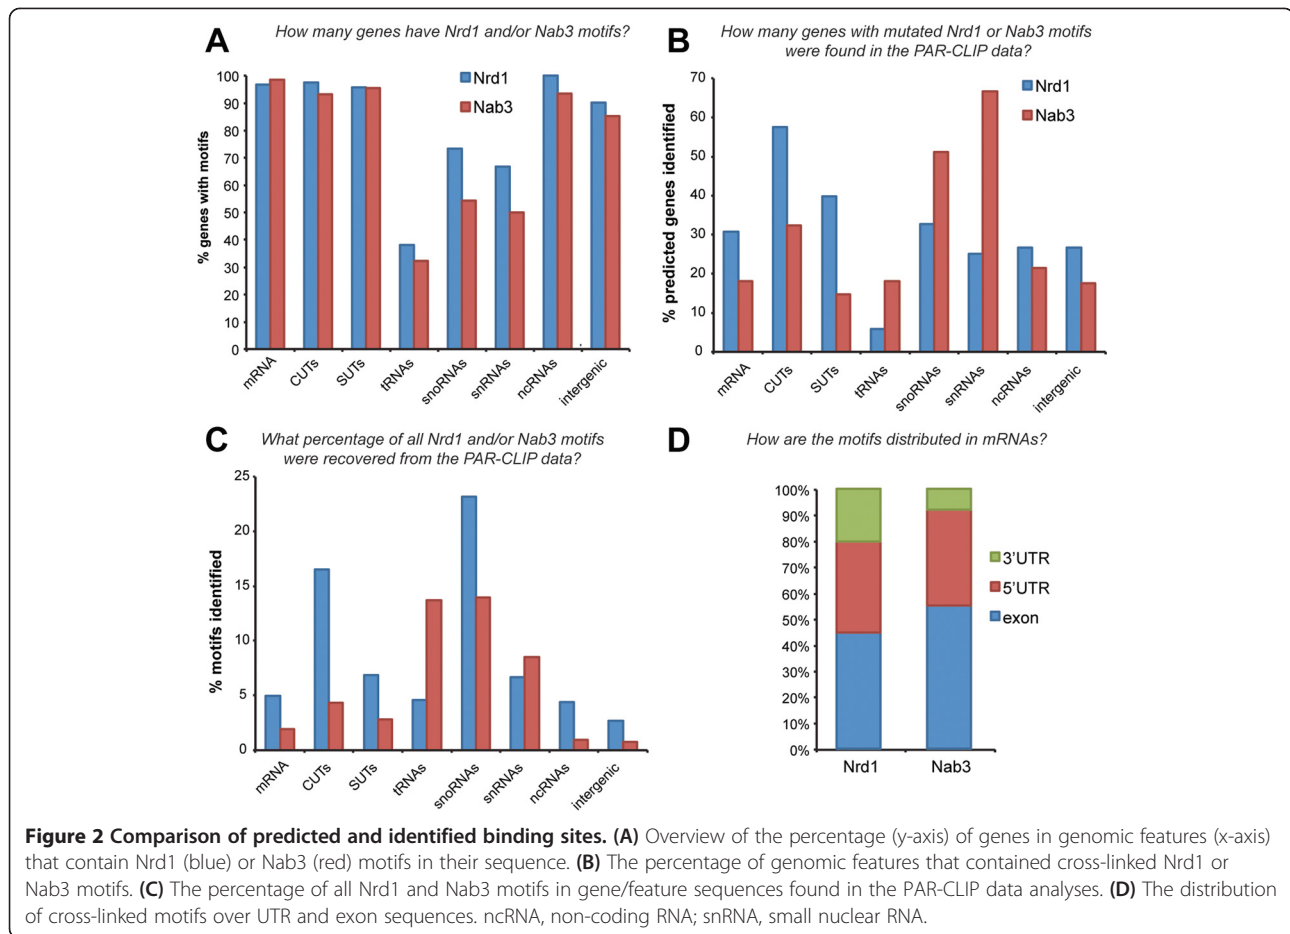 A
How many genes have Nrd1 and/or Nab3 motifs?
% genes with motifs
100
90
80
70
60
50
40
30
20
10
0
Nrd1
Nab3
mRNA
CUTs
SUTs
tRNAs
snoRNAs
snRNAs
ncRNAs
intergenic
B
How many genes with mutated Nrd1 or Nab3 motifs
were found in the PAR-CLIP data?
% predicted genes identified
70
60
50
40
30
20
10
0
Nrd1
Nab3
mRNA
CUTs
SUTs
tRNAs
snoRNAs
snRNAs
ncRNAs
intergenic
C
What percentage of all Nrd1 and/or Nab3 motifs
were recovered from the PAR-CLIP data?
% motifs identified
25
20
15
10
5
0
mRNA
CUTs
SUTs
tRNAs
snoRNAs
snRNAs
ncRNAs
intergenic
D
How are the motifs distributed in mRNAs?
100%
90%
80%
70%
60%
50%
40%
30%
20%
10%
0%
3'UTR
5'UTR
exon
Nrd1
Nab3
Figure 2 Comparison of predicted and identified binding sites. (A) Overview of the percentage (y-axis) of genes in genomic features (x-axis)
that contain Nrd1 (blue) or Nab3 (red) motifs in their sequence. (B) The percentage of genomic features that contained cross-linked Nrd1 or
Nab3 motifs. (C) The percentage of all Nrd1 and Nab3 motifs in gene/feature sequences found in the PAR-CLIP data analyses. (D) The distribution
of cross-linked motifs over UTR and exon sequences. ncRNA, non-coding RNA; snRNA, small nuclear RNA.